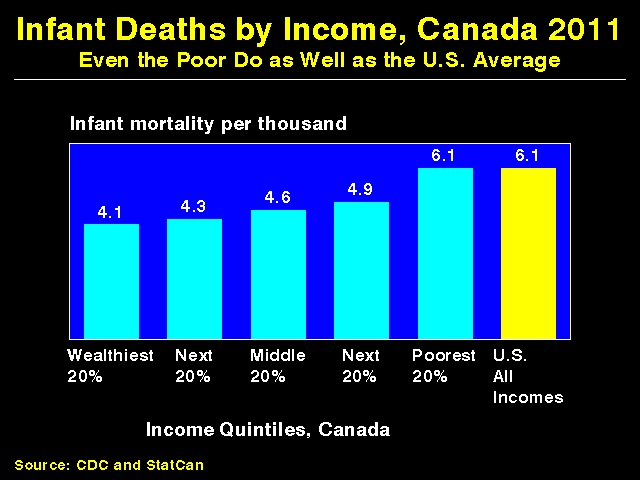 Infant Deaths by Income, Canada 2011
Even the Poor Do as Well as the U.S. Average
Infant mortality per thousand
4.1 4.3 4.6 4.9 6.1 6.1
Wealthiest Next Middle Next Poorest U.S.
20% 20% 20% 20% 20% All
Incomes
Income Quintiles, Canada
Source: CDC and StatCan